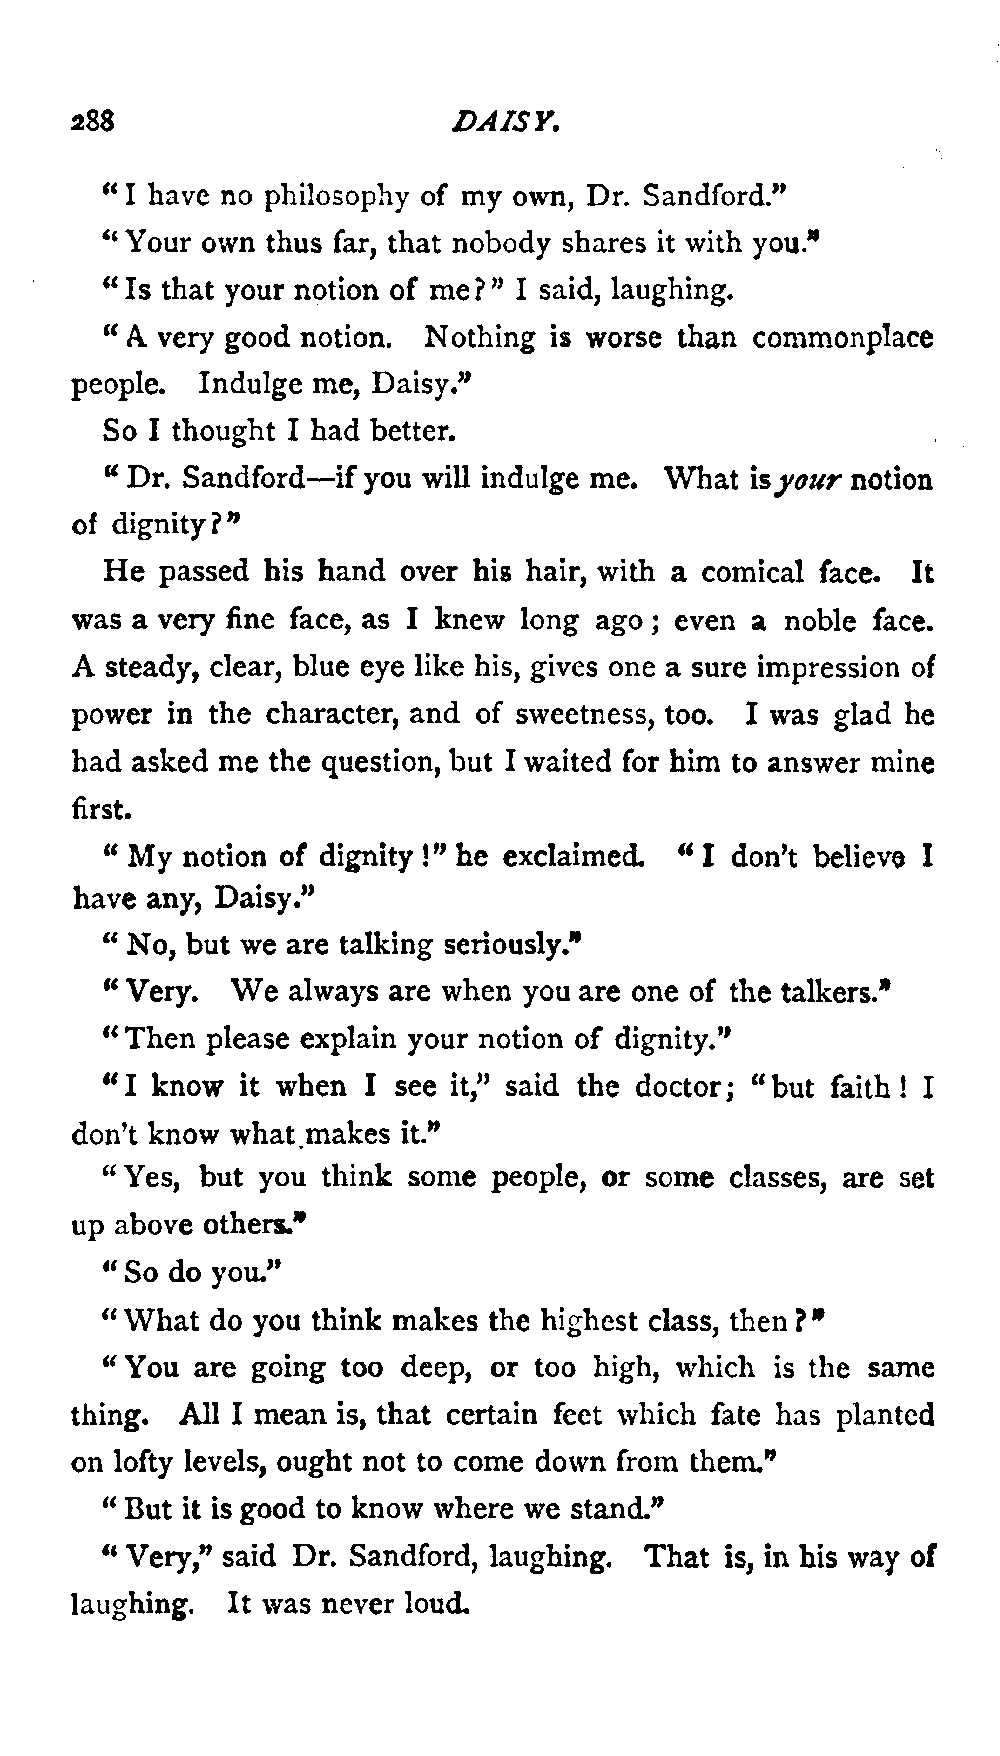 288 DAISY.
"I have no philosophy of my own, Dr. Sandford."
"Your own thus far, that nobody shares it with you."
"Is that your notion of me?" I said, laughing.
"A very good notion. Nothing is worse than commonplace
people. Indulge me, Daisy."
So I thought I had better.
"Dr. Sandford—if you will indulge me. What is your notion
of dignity?"
He passed his hand over his hair, with a comical face. It
was a very fine face, as I knew long ago; even a noble face.
A steady, clear, blue eye like his, gives one a sure impression of
power in the character, and of sweetness, too. I was glad he
had asked me the question, but I waited for him to answer mine
first.
"My notion of dignity!" he exclaimed. "I don't believe I
have any, Daisy."
"No, but we are talking seriously."
"Very. We always are when you are one of the talkers."
"Then please explain your notion of dignity."
"I know it when I see it," said the doctor; "but faith! I
don't know what makes it."
"Yes, but you think some people, or some classes, are set
up above others."
"So do you."
"What do you think makes the highest class, then?"
"You are going too deep, or too high, which is the same
thing. All I mean is, that certain feet which fate has planted
on lofty levels, ought not to come down from them."
"But it is good to know where we stand."
"Very," said Dr. Sandford, laughing. That is, in his way of
laughing. It was never loud.